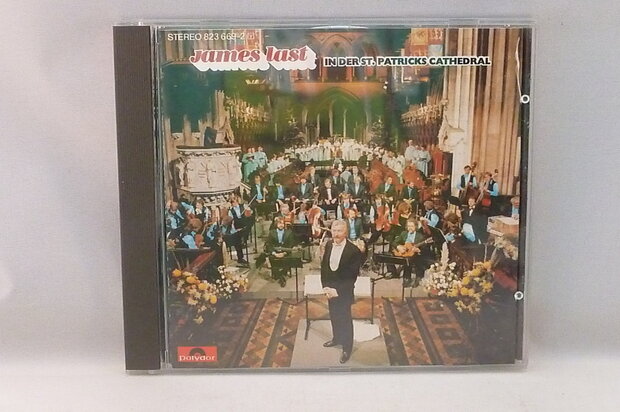 STEREO 823 669-2
James Last
IN DER ST. PATRICKS CATHEDRAL
Polydor